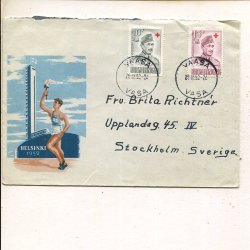 VAASA
VASA
VAASA
VASA
Fru. Brita Richtner
Upplandsg. 45. IV
Stockholm. Sverige.
HELSINKI
1952